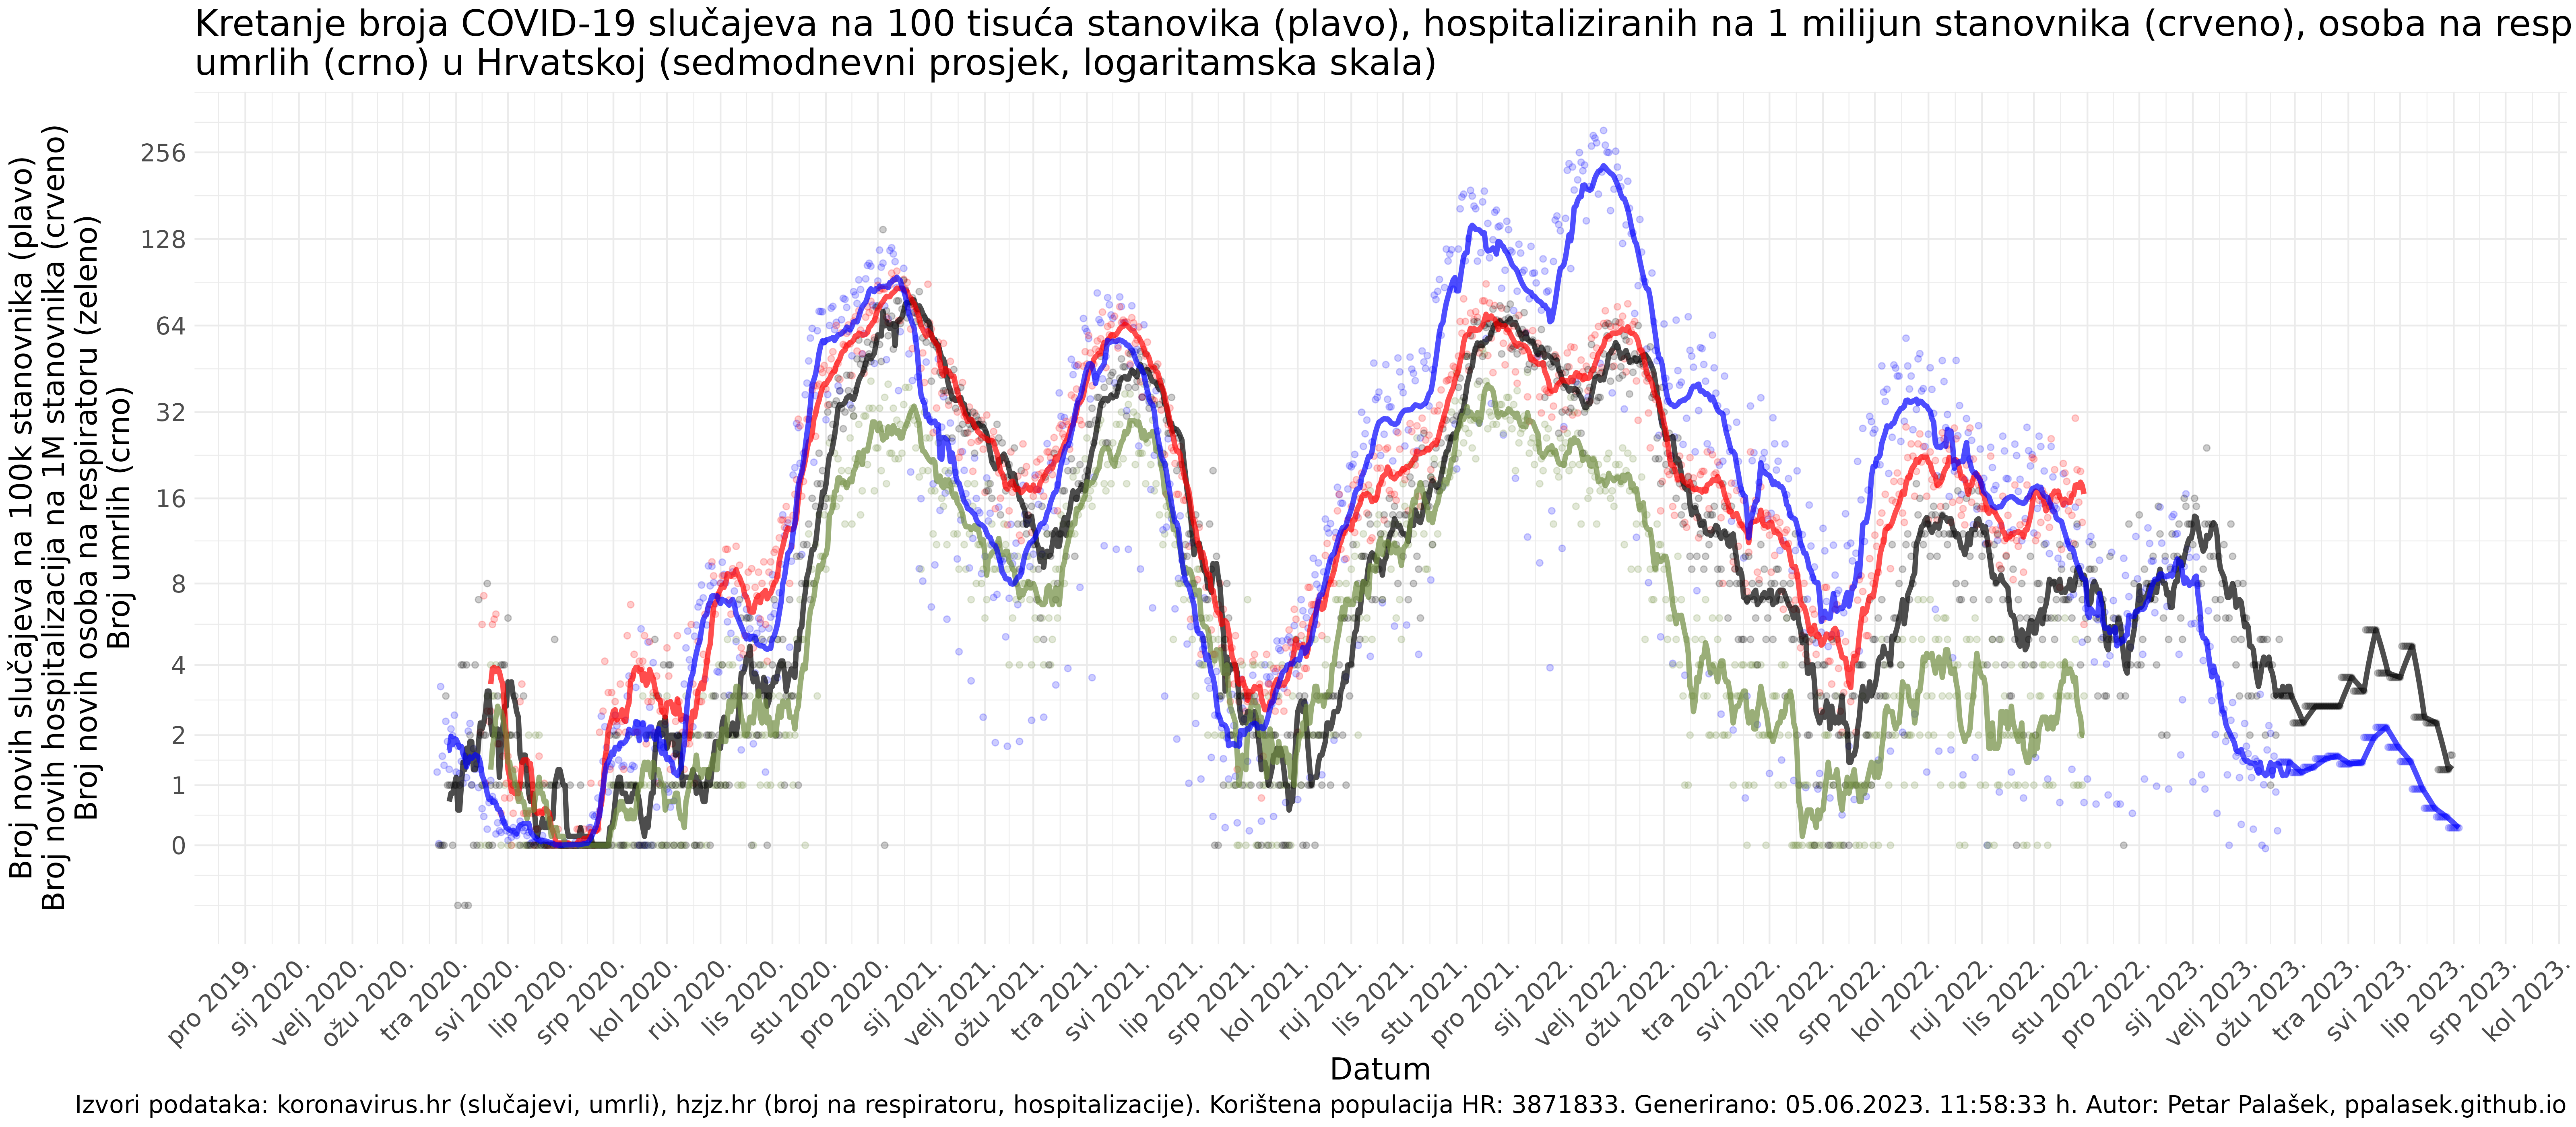 Kretanje broja COVID-19 slučajeva na 100 tisuća stanovika (plavo), hospitaliziranih na 1 milijun stanovnika (crveno), osoba na resp
umrlih (crno) u Hrvatskoj (sedmodnevni prosjek, logaritamska skala)
Broj novih slučajeva na 100k stanovnika (plavo)
Broj novih hospitalizacija na 1M stanovnika (crveno)
Broj novih osoba na respiratoru (zeleno)
Broj umrlih (crno)
256
128
64
32
16
8
4
2
1
0
pro 2019.
sij 2020.
velj 2020.
ožu 2020.
tra 2020.
svi 2020.
lip 2020.
srp 2020.
kol 2020.
ruj 2020.
lis 2020.
stu 2020.
pro 2020.
sij 2021.
velj 2021.
ožu 2021.
tra 2021.
svi 2021.
lip 2021.
srp 2021.
kol 2021.
ruj 2021.
lis 2021.
stu 2021.
pro 2021.
sij 2022.
velj 2022.
ožu 2022.
tra 2022.
svi 2022.
lip 2022.
srp 2022.
kol 2022.
ruj 2022.
lis 2022.
stu 2022.
pro 2022.
sij 2023.
velj 2023.
ožu 2023.
tra 2023.
svi 2023.
lip 2023.
srp 2023.
kol 2023.
Datum
Izvori podataka: koronavirus.hr (slučajevi, umrli), hzjz.hr (broj na respiratoru, hospitalizacije). Korištena populacija HR: 3871833. Generirano: 05.06.2023. 11:58:33 h. Autor: Petar Palašek, ppalasek.github.io